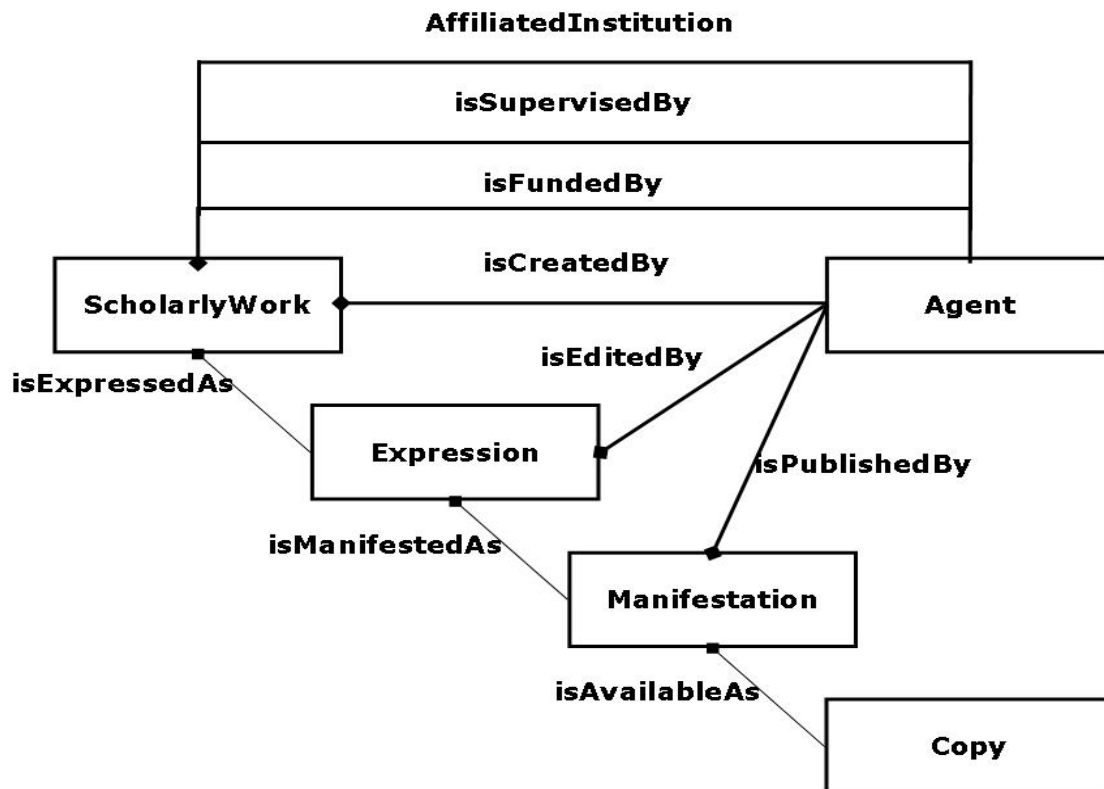 AffiliatedInstitution
isSupervisedBy
isFundedBy
isCreatedBy
ScholarlyWork
Agent
isEditedBy
isExpressedAs
Expression
isPublishedBy
isManifestedAs
Manifestation
isAvailableAs
Copy